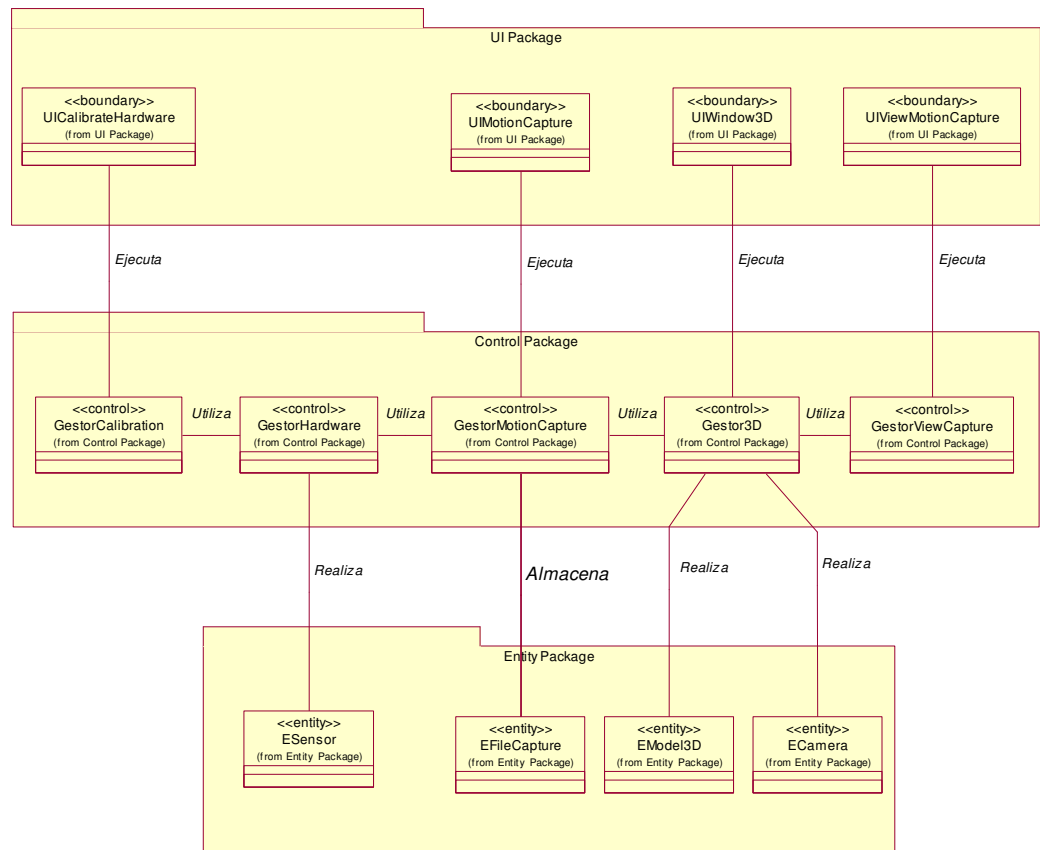 UI Package
<<boundary>>
UICalibrateHardware
(from UI Package)
<<boundary>>
UIMotionCapture
(from UI Package)
<<boundary>>
UIWindow3D
(from UI Package)
<<boundary>>
UIViewMotionCapture
(from UI Package)
Ejecuta
Ejecuta
Ejecuta
Ejecuta
Control Package
<<control>>
GestorCalibration
(from Control Package)
Utiliza
<<control>>
GestorHardware
(from Control Package)
Utiliza
<<control>>
GestorMotionCapture
(from Control Package)
Utiliza
<<control>>
Gestor3D
(from Control Package)
Utiliza
<<control>>
GestorViewCapture
(from Control Package)
Realiza
Almacena
Realiza
Realiza
Entity Package
<<entity>>
ESensor
(from Entity Package)
<<entity>>
EFileCapture
(from Entity Package)
<<entity>>
EModel3D
(from Entity Package)
<<entity>>
ECamera
(from Entity Package)